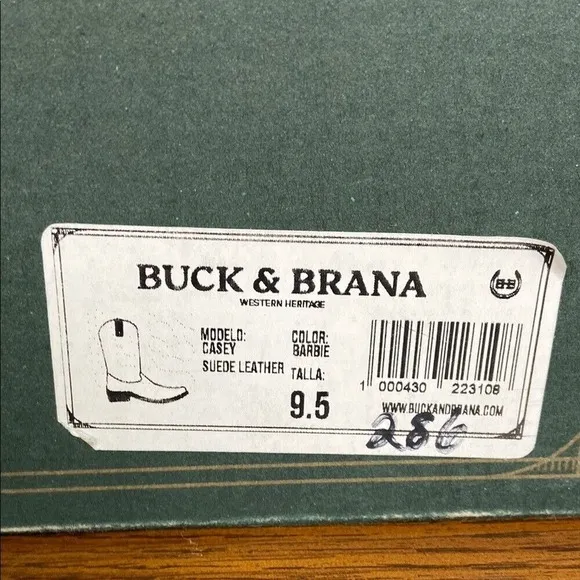 BUCK & BRANA
WESTERN HERITAGE
MODELO:
CASEY
SUEDE LEATHER
COLOR:
BARBIE
TALLA:
9.5
1 000430 223108
WWW.BUCKANDBRANA.COM
286